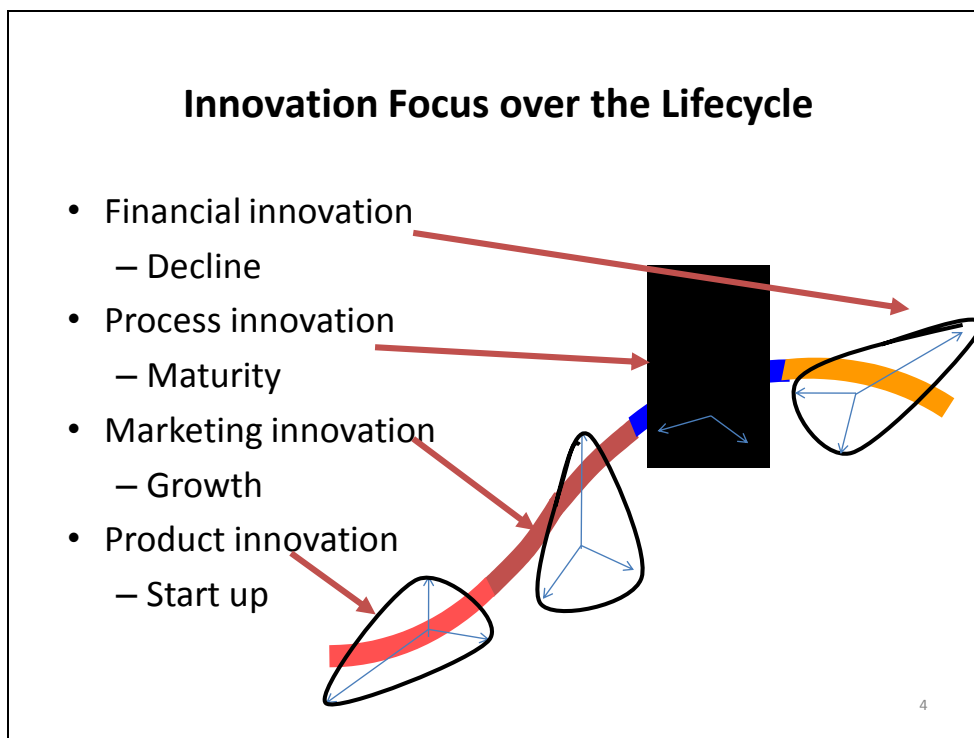 Innovation Focus over the Lifecycle
• Financial innovation
– Decline
• Process innovation
– Maturity
• Marketing innovation
– Growth
• Product innovation
– Start up
4